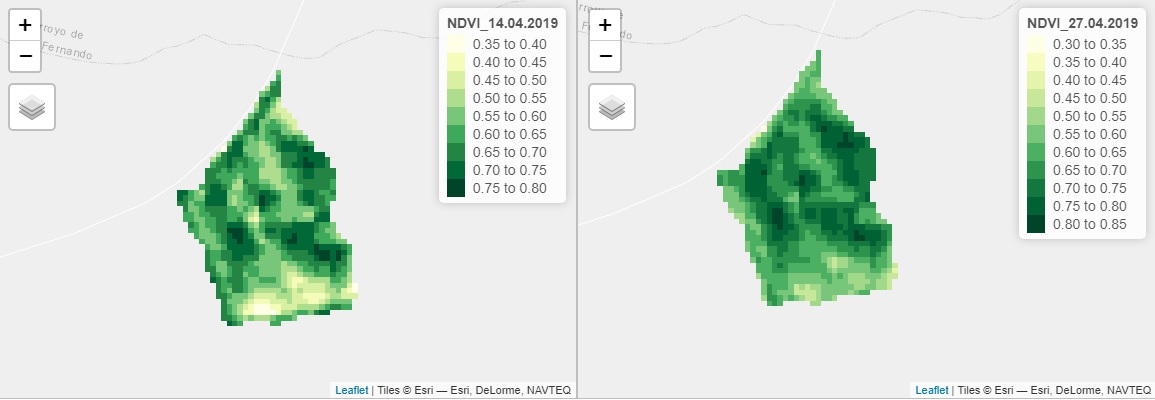 +
−
royo de
Fernando
NDVI_14.04.2019
0.35 to 0.40
0.40 to 0.45
0.45 to 0.50
0.50 to 0.55
0.55 to 0.60
0.60 to 0.65
0.65 to 0.70
0.70 to 0.75
0.75 to 0.80
Leaflet | Tiles © Esri — Esri, DeLorme, NAVTEQ
+
−
do
NDVI_27.04.2019
0.30 to 0.35
0.35 to 0.40
0.40 to 0.45
0.45 to 0.50
0.50 to 0.55
0.55 to 0.60
0.60 to 0.65
0.65 to 0.70
0.70 to 0.75
0.75 to 0.80
0.80 to 0.85
Leaflet | Tiles © Esri — Esri, DeLorme, NAVTEQ